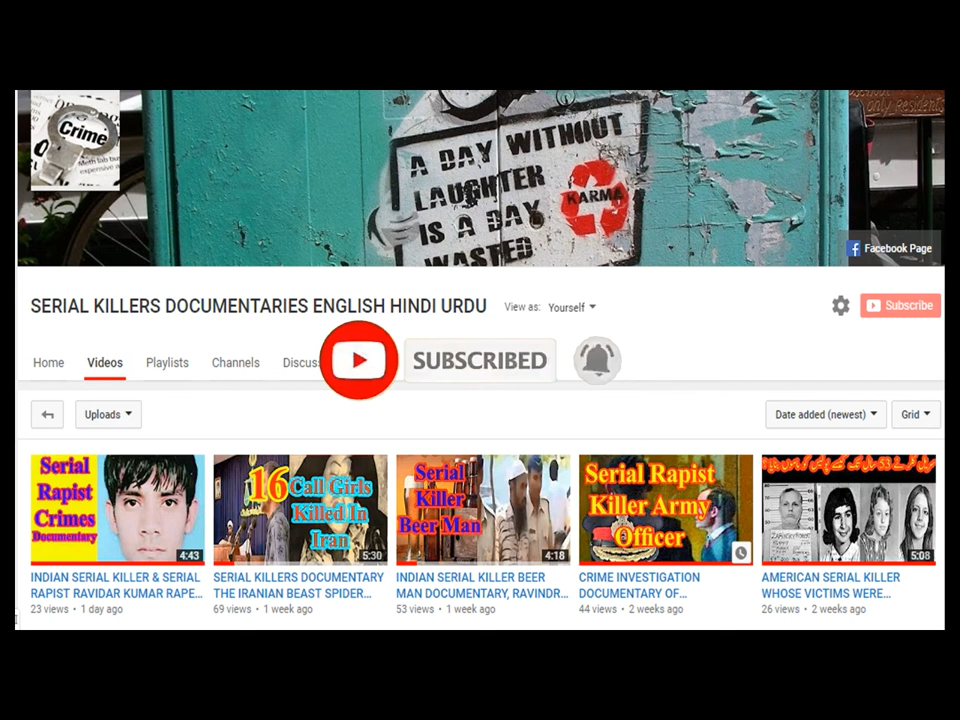 Crime
Meth lab
expensive
A DAY WITHOUT
LAUGHTER
IS A DAY
WASTED
KARMA
only Residents
Facebook Page
SERIAL KILLERS DOCUMENTARIES ENGLISH HINDI URDU
View as: Yourself
Subscribe
Home Videos Playlists Channels Discus
SUBSCRIBED
Uploads
Date added (newest)
Grid
Serial
Rapist
Crimes
Documentary
4:43
INDIAN SERIAL KILLER & SERIAL
RAPIST RAVIDAR KUMAR RAPE...
23 views • 1 day ago
16 Call Girls
Killed In
Iran
5:30
SERIAL KILLERS DOCUMENTARY
THE IRANIAN BEAST SPIDER...
69 views • 1 week ago
Serial
Killer
Beer Man
4:18
INDIAN SERIAL KILLER BEER
MAN DOCUMENTARY, RAVINDR...
53 views • 1 week ago
Serial Rapist
Killer Army
Officer
CRIME INVESTIGATION
DOCUMENTARY OF...
44 views • 2 weeks ago
5:08
AMERICAN SERIAL KILLER
WHOSE VICTIMS WERE...
26 views • 2 weeks ago